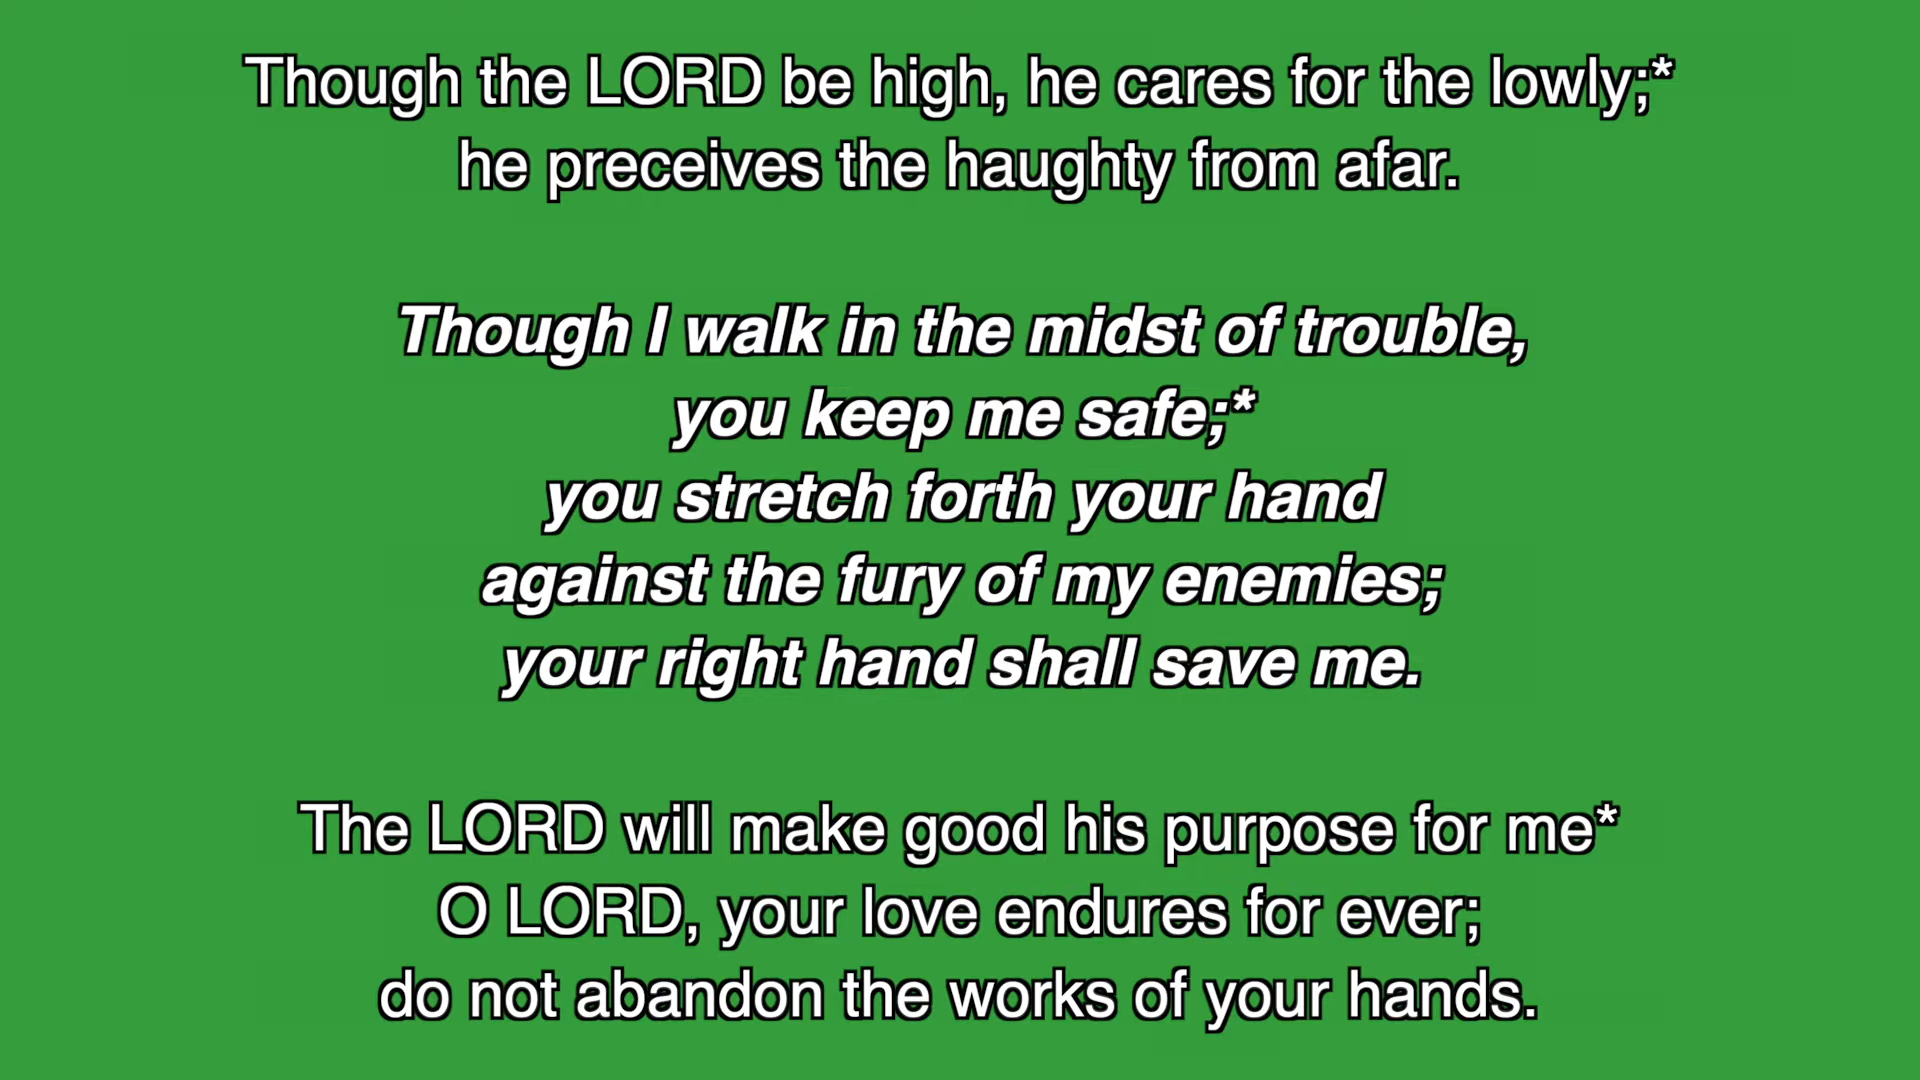 Though the LORD be high, he cares for the lowly;*
he preceives the haughty from afar.
Though I walk in the midst of trouble,
you keep me safe;*
you stretch forth your hand
against the fury of my enemies;
your right hand shall save me.
The LORD will make good his purpose for me*
O LORD, your love endures for ever;
do not abandon the works of your hands.